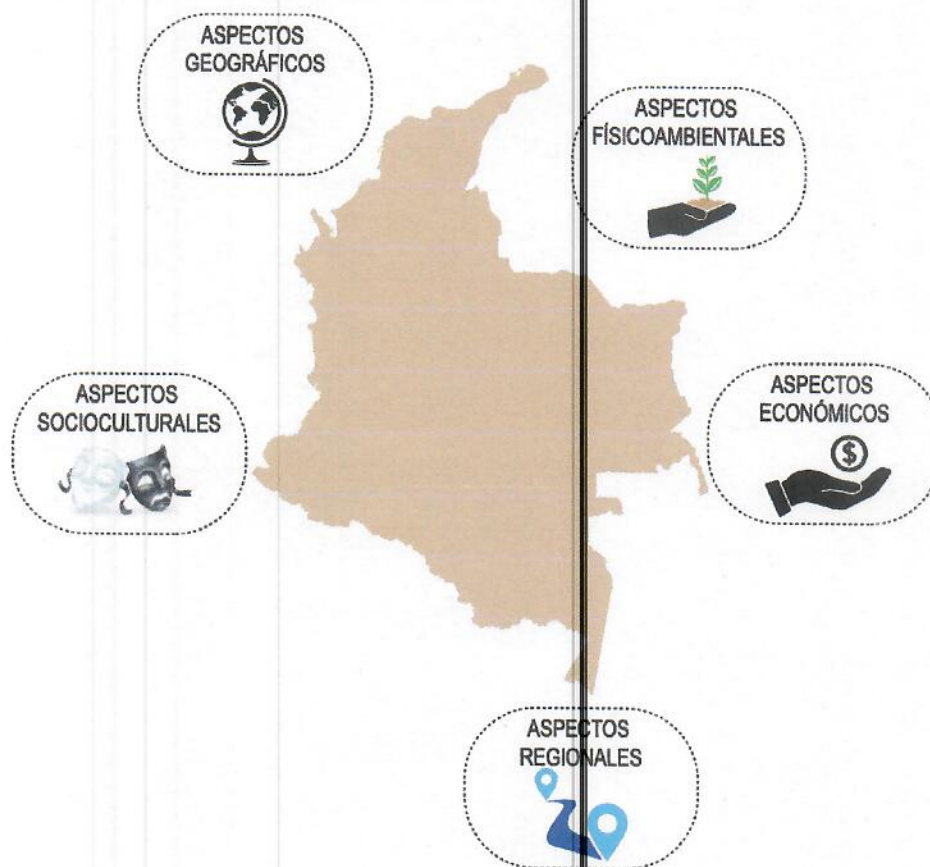 ASPECTOS
GEOGRÁFICOS
ASPECTOS
FÍSICOAMBIENTALES
ASPECTOS
SOCIOCULTURALES
ASPECTOS
ECONÓMICOS
$
ASPECTOS
REGIONALES